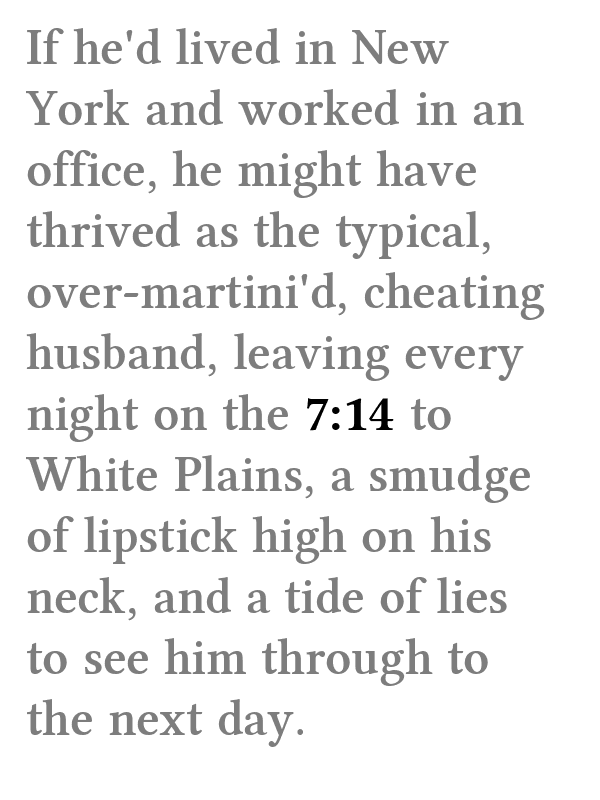 If he'd lived in New
York and worked in an
office, he might have
thrived as the typical,
over-martini'd, cheating
husband, leaving every
night on the 7:14 to
White Plains, a smudge
of lipstick high on his
neck, and a tide of lies
to see him through to
the next day.